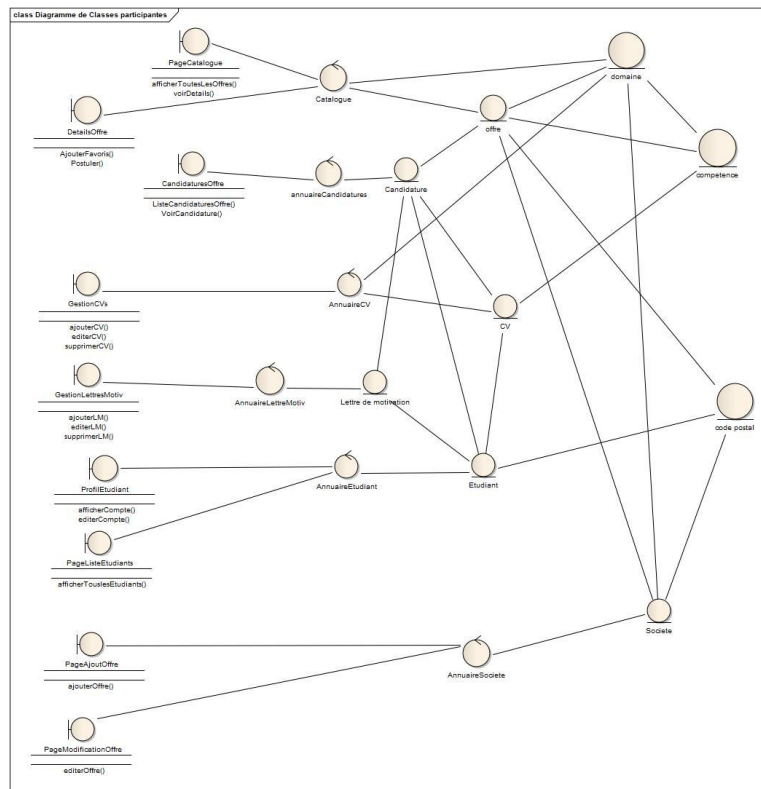 class Diagramme de Classes participantes
PageCatalogue
afficherToutesLesOffres()
voirDetails()
Catalogue
domaine
DetailsOffre
AjouterFavoris()
Postuler()
offre
competence
CandidaturesOffre
ListeCandidaturesOffre()
VoirCandidature()
annuaireCandidatures
Candidature
GestionCVs
ajouterCV()
editerCV()
supprimerCV()
AnnuaireCV
CV
GestionLettresMotiv
ajouterLM()
editerLM()
supprimerLM()
AnnuaireLettreMotiv
Lettre de motivation
code postal
ProfilEtudiant
afficherCompte()
editerCompte()
AnnuaireEtudiant
Etudiant
PageListeEtudiants
afficherTouslesEtudiants()
Societe
PageAjoutOffre
ajouterOffre()
AnnuaireSociete
PageModificationOffre
editerOffre()